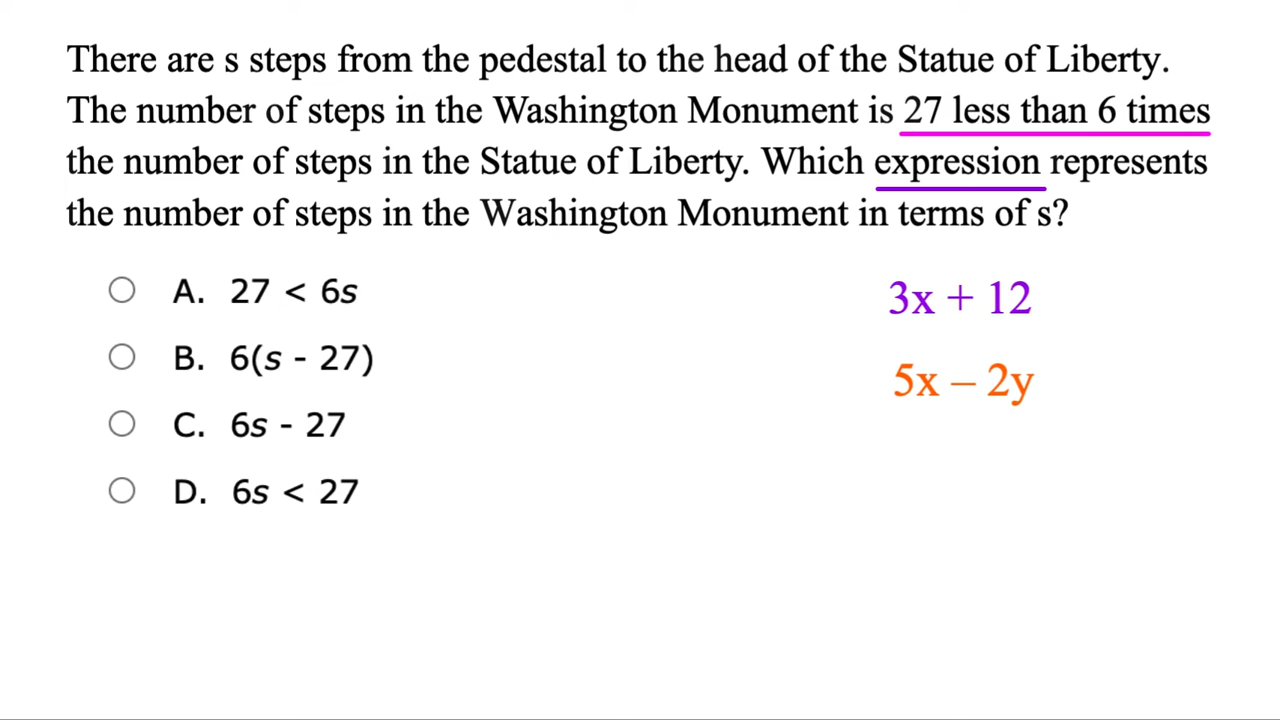 There are s steps from the pedestal to the head of the Statue of Liberty.
The number of steps in the Washington Monument is 27 less than 6 times
the number of steps in the Statue of Liberty. Which expression represents
the number of steps in the Washington Monument in terms of s?
A. 27 < 6s
3x + 12
B. 6(s - 27)
5x – 2y
C. 6s - 27
D. 6s < 27